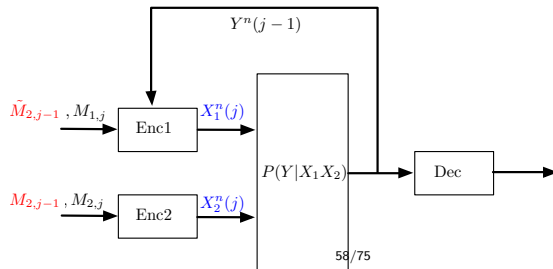 Y^n(j − 1)
M̃_{2,j−1} , M_{1,j}
Enc1
X_1^n(j)
P(Y|X_1X_2)
Dec
M_{2,j−1} , M_{2,j}
Enc2
X_2^n(j)
58/75